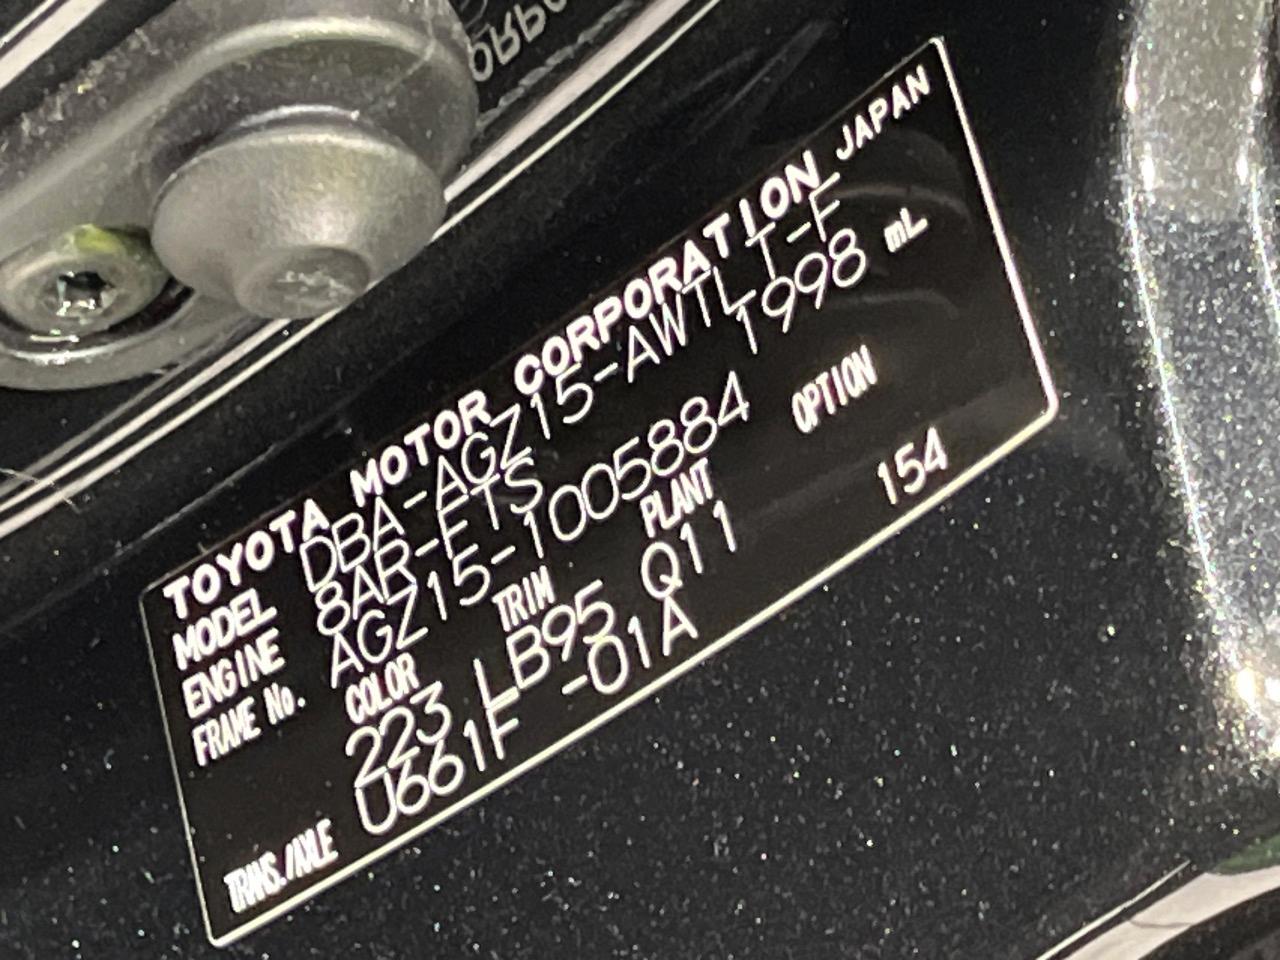 TOYOTA MOTOR CORPORATION JAPAN
MODEL DBA-AGZ15-AWTLT-F
ENGINE 8AR-FTS 1998 mL
FRAME No. AGZ15-1005884
COLOR TRIM PLANT OPTION
223 LB95 Q11 154
TRANS./AXLE U661F -01A